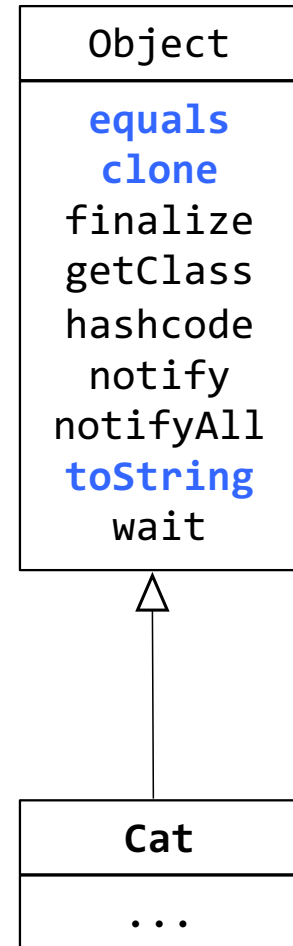 Object
equals
clone
finalize
getClass
hashcode
notify
notifyAll
toString
wait
Cat
...